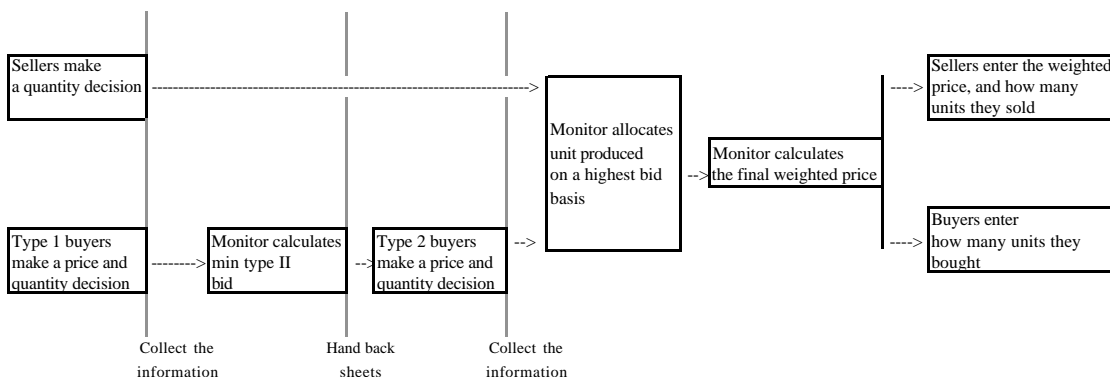 Sellers make
a quantity decision
Sellers enter the weighted
price, and how many
units they sold
Monitor allocates
unit produced
on a highest bid
basis
Monitor calculates
the final weighted price
Type 1 buyers
make a price and
quantity decision
Monitor calculates
min type II
bid
Type 2 buyers
make a price and
quantity decision
Buyers enter
how many units they
bought
Collect the
information
Hand back
sheets
Collect the
information